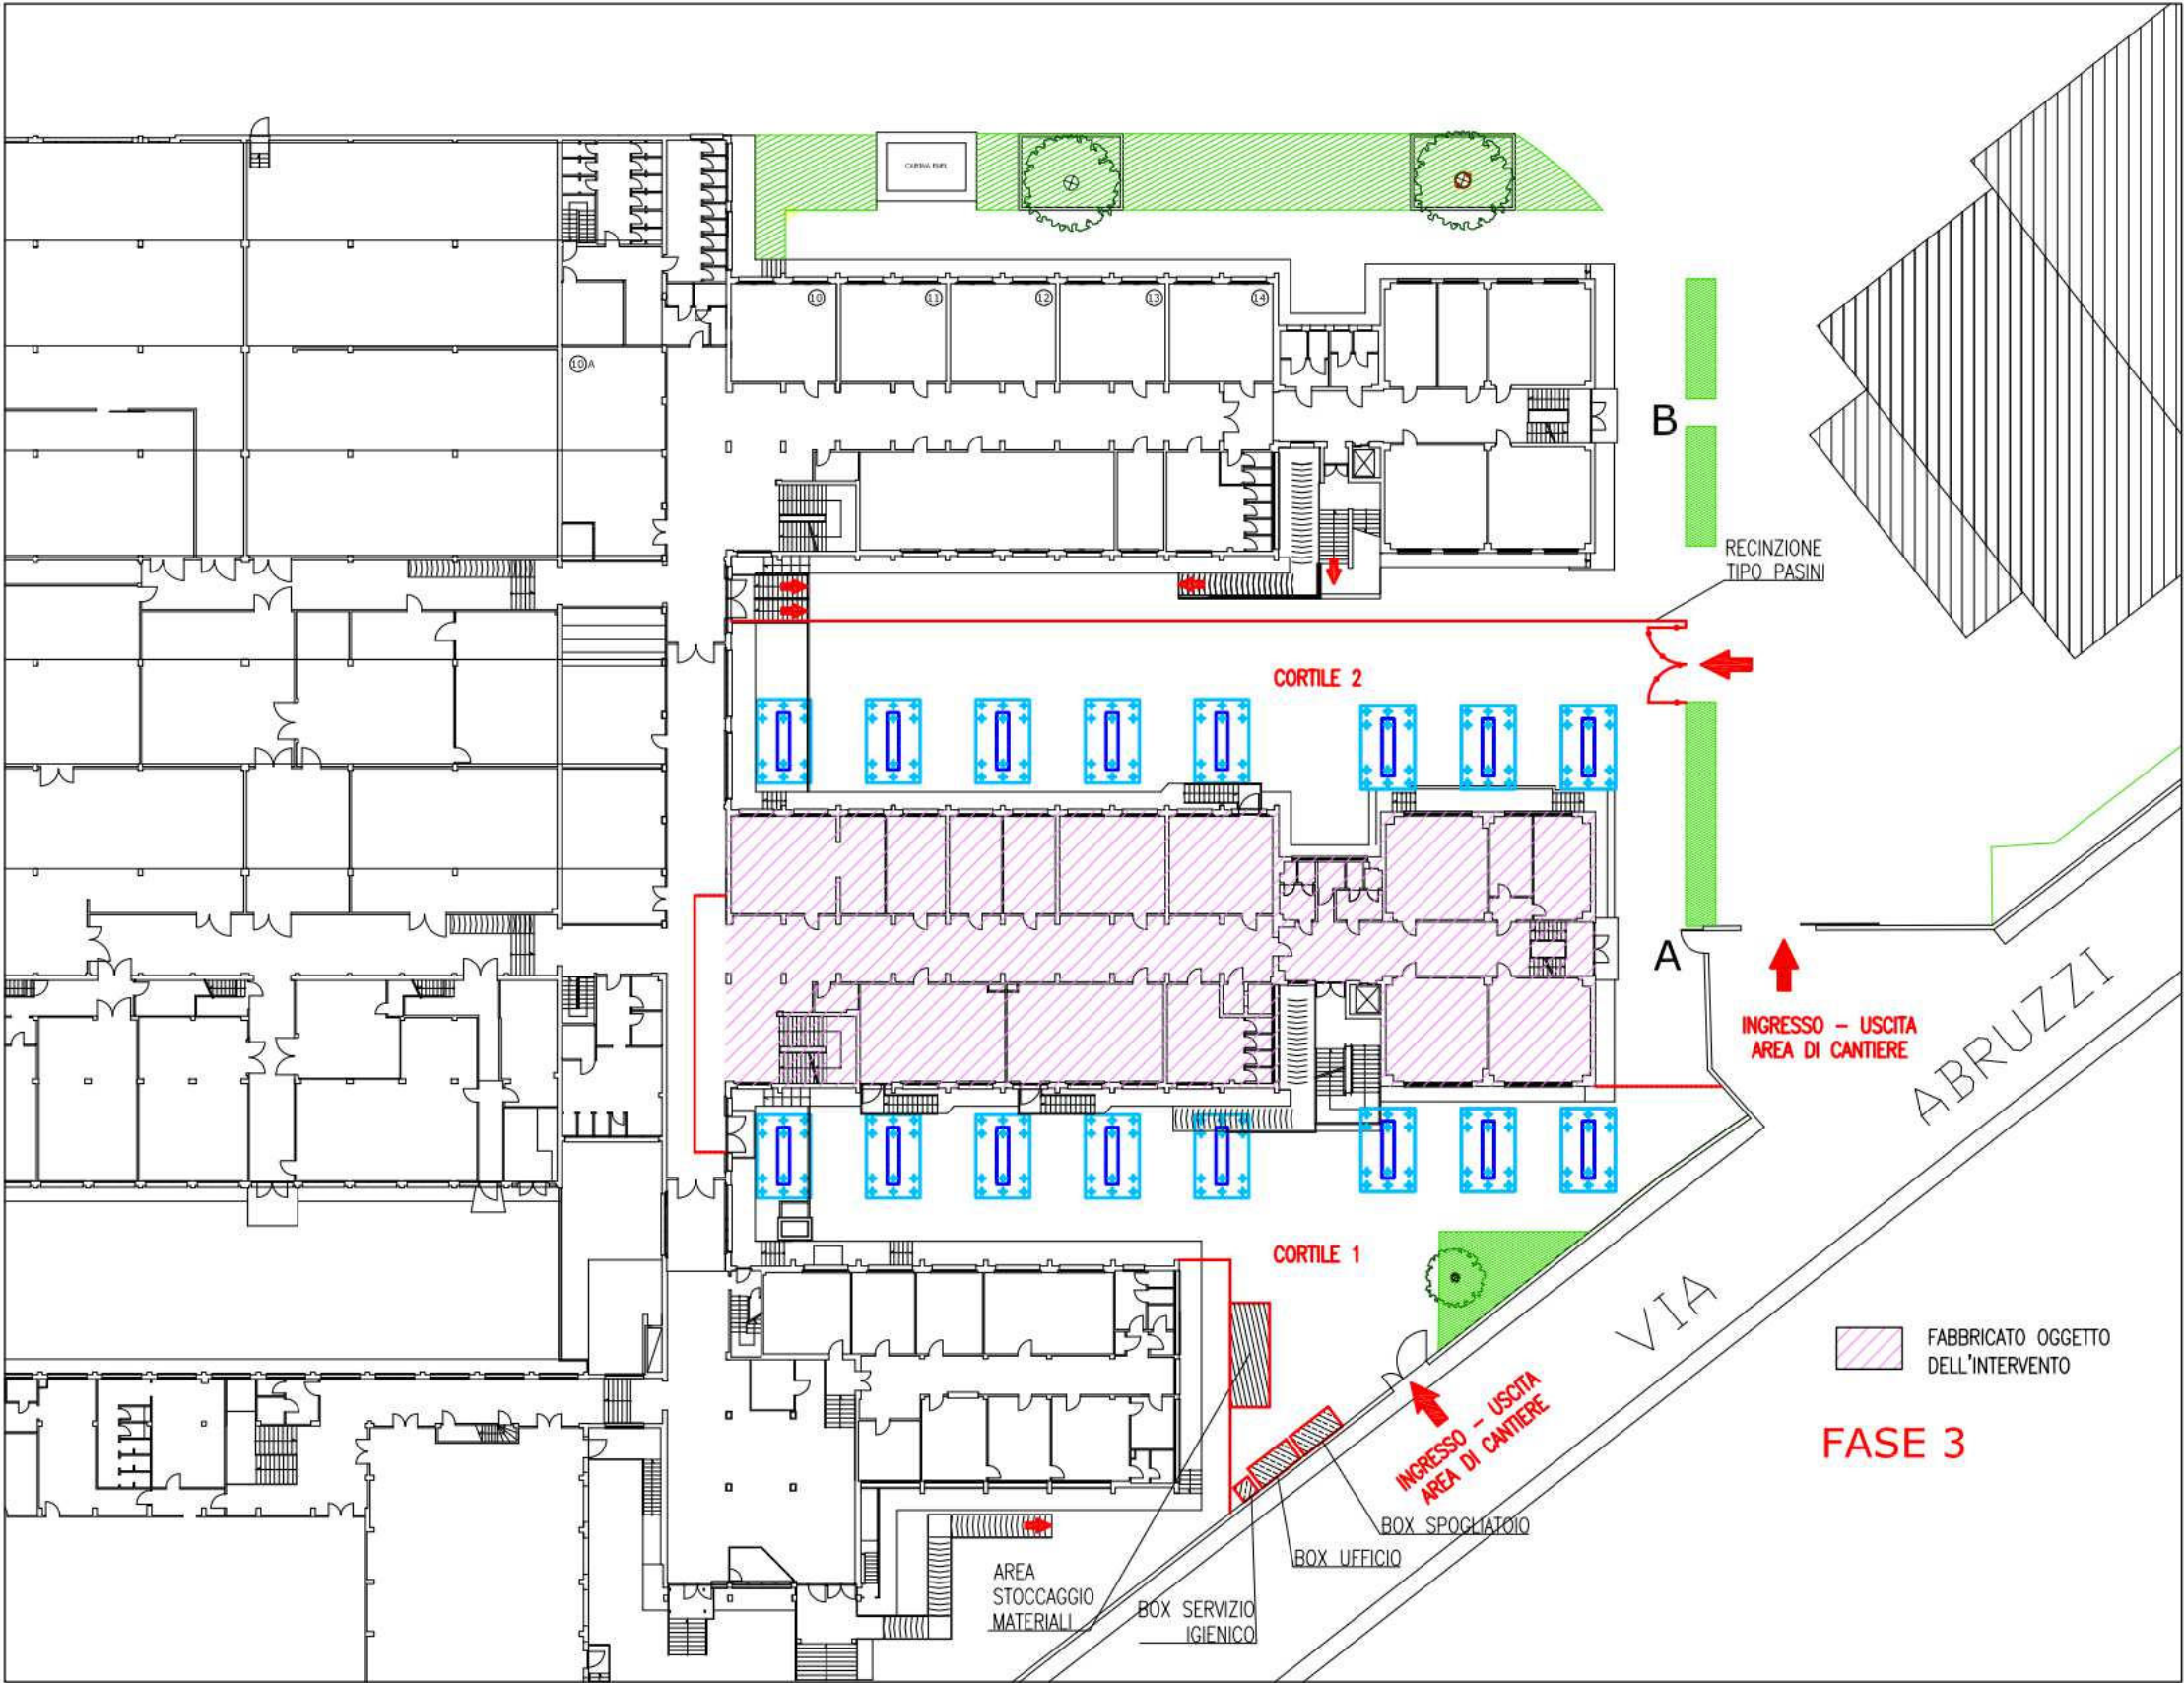 CABINA ENEL
10
11
12
13
14
10 A
B
RECINZIONE
TIPO PASINI
CORTILE 2
A
INGRESSO – USCITA
AREA DI CANTIERE
ABRUZZI
VIA
CORTILE 1
FABBRICATO OGGETTO
DELL'INTERVENTO
FASE 3
INGRESSO – USCITA
AREA DI CANTIERE
BOX SPOGLIATOIO
BOX UFFICIO
AREA
STOCCAGGIO
MATERIALI
BOX SERVIZIO
IGIENICO